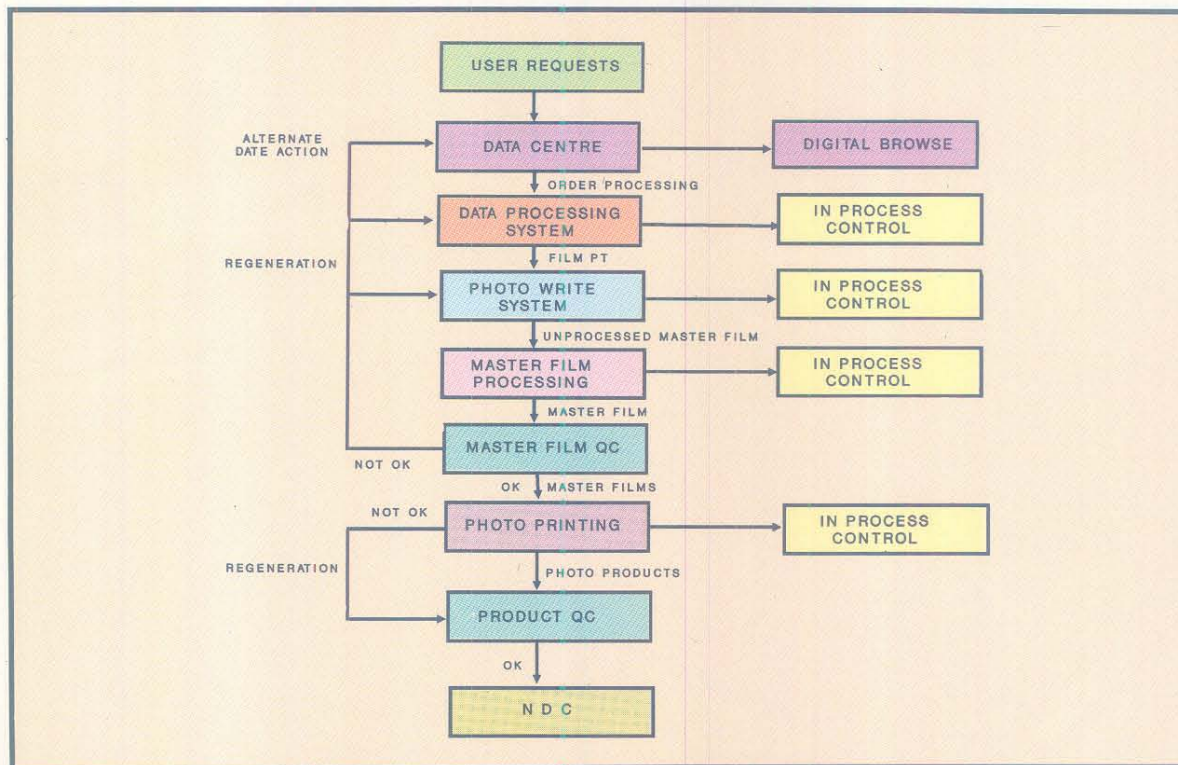 USER REQUESTS
ALTERNATE
DATE ACTION
DATA CENTRE
DIGITAL BROWSE
ORDER PROCESSING
DATA PROCESSING
SYSTEM
IN PROCESS
CONTROL
REGENERATION
FILM PT
PHOTO WRITE
SYSTEM
IN PROCESS
CONTROL
UNPROCESSED MASTER FILM
MASTER FILM
PROCESSING
IN PROCESS
CONTROL
MASTER FILM
MASTER FILM QC
NOT OK
OK
MASTER FILMS
NOT OK
PHOTO PRINTING
IN PROCESS
CONTROL
REGENERATION
PHOTO PRODUCTS
PRODUCT QC
OK
N D C